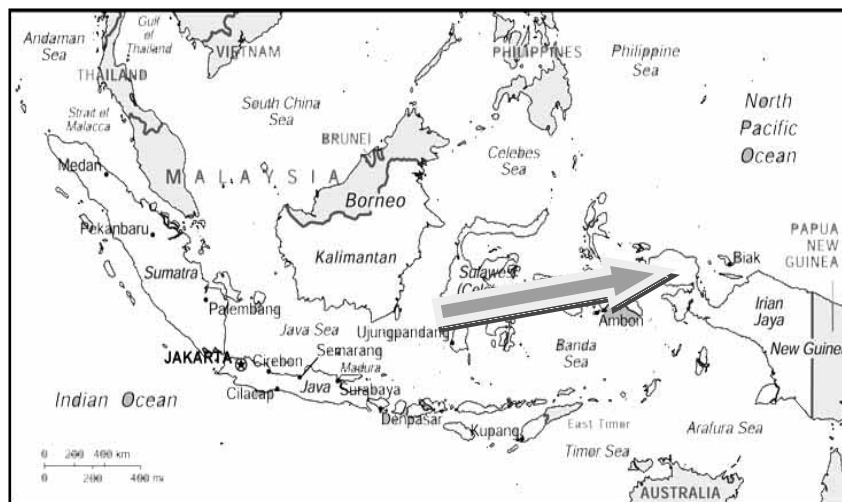 Andaman
Sea
Gulf
of
Thailand
VIETNAM
THAILAND
PHILIPPINES
Philippine
Sea
Strait of
Malacca
South China
Sea
North
Pacific
Ocean
BRUNEI
Celebes
Sea
Medan
MALAYSIA
Borneo
Pekanbaru
Kalimantan
PAPUA
NEW
GUINEA
Biak
Sumatra
Irian
Jaya
Palembang
Java Sea
Ujungpandang
Ambon
New Guinea
JAKARTA
Cirebon
Semarang
Madura
Banda
Sea
Cilacap
Java
Surabaya
Indian Ocean
Denpasar
Kupang
East Timor
Timor Sea
Arafura Sea
0 200 400 km
0 200 400 mi
AUSTRALIA